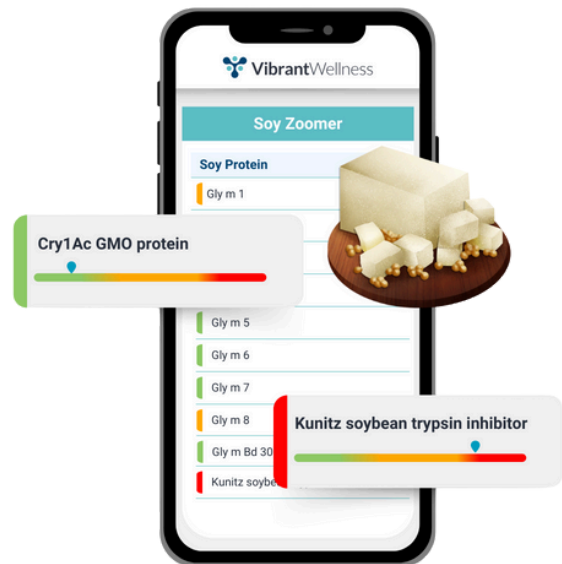 VibrantWellness
Soy Zoomer
Soy Protein
Gly m 1
Cry1Ac GMO protein
Gly m 5
Gly m 6
Gly m 7
Gly m 8
Kunitz soybean trypsin inhibitor
Gly m Bd 30
Kunitz